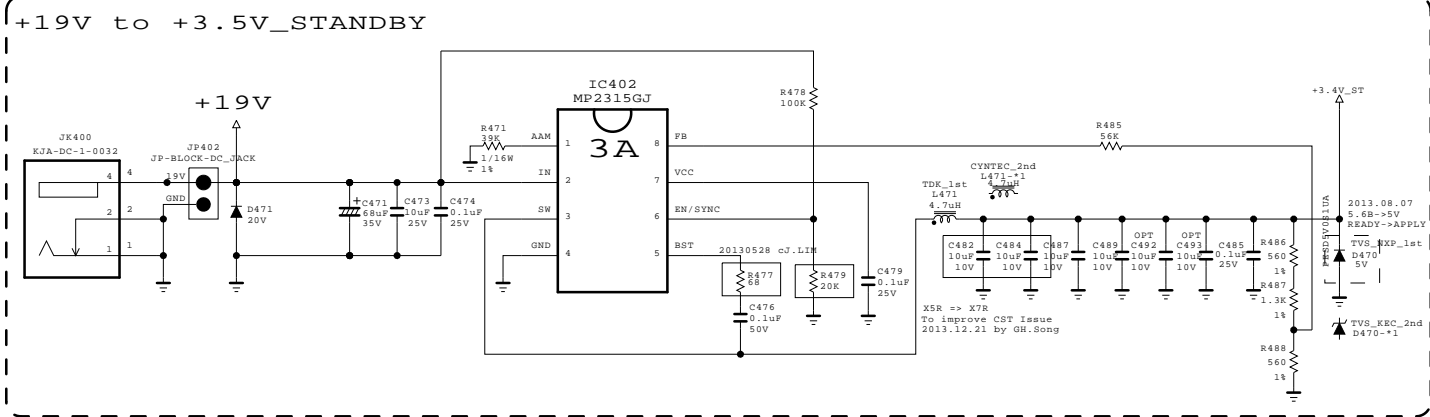 +19V to +3.5V_STANDBY
+19V
JK400
KJA-DC-1-0032
4
4
2
2
1
1
JP402
JP-BLOCK-DC_JACK
19V
GND
D471
20V
+
C471
68uF
35V
C473
10uF
25V
C474
0.1uF
25V
R471
39K
1/16W
1%
IC402
MP2315GJ
3A
AAM
1
IN
2
SW
3
GND
4
FB
8
VCC
7
EN/SYNC
6
BST
5
R478
100K
20130528 cJ.LIM
R477
68
C476
0.1uF
50V
R479
20K
C479
0.1uF
25V
R485
56K
TDK_1st
L471
4.7uH
CYNTEC_2nd
L471-*1
4.7uH
C482
10uF
10V
C484
10uF
10V
C487
10uF
10V
C489
10uF
10V
OPT
C492
10uF
10V
OPT
C493
10uF
10V
C485
0.1uF
25V
X5R => X7R
To improve CST Issue
2013.12.21 by GH.Song
R486
560
1%
R487
1.3K
1%
R488
560
1%
+3.4V_ST
2013.08.07
5.6B->5V
READY->APPLY
TVS_NXP_1st
D470
5V
TVS_KEC_2nd
D470-*1